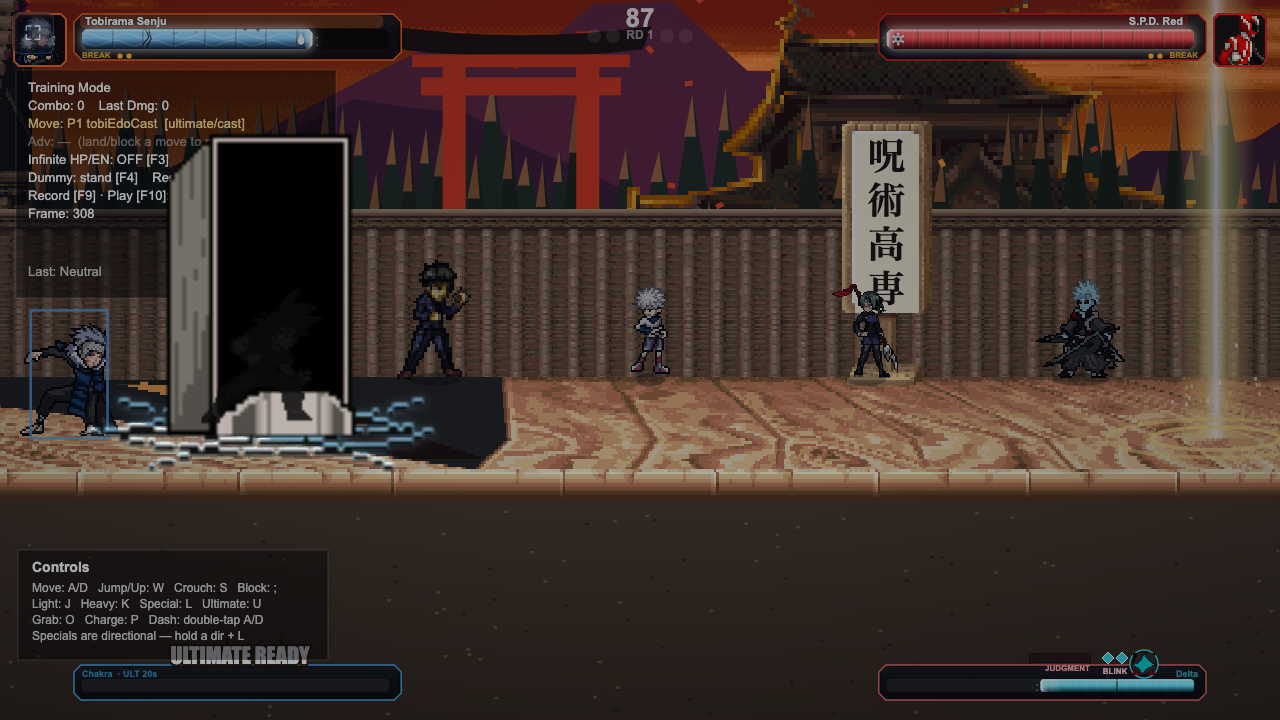 Tobirama Senju
87
S.P.D. Red
RD 1
BREAK
BREAK
Training Mode
Combo: 0 Last Dmg: 0
Move: P1 tobiEdoCast [ultimate/cast]
Adv: — (land/block a move to
Infinite HP/EN: OFF [F3]
Dummy: stand [F4]
Record [F9] · Play [F10]
Frame: 308
Last: Neutral
呪術高専
Controls
Move: A/D Jump/Up: W Crouch: S Block: ;
Light: J Heavy: K Special: L Ultimate: U
Grab: O Charge: P Dash: double-tap A/D
Specials are directional — hold a dir + L
ULTIMATE READY
Chakra · ULT 20s
JUDGMENT
BLINK
Delta